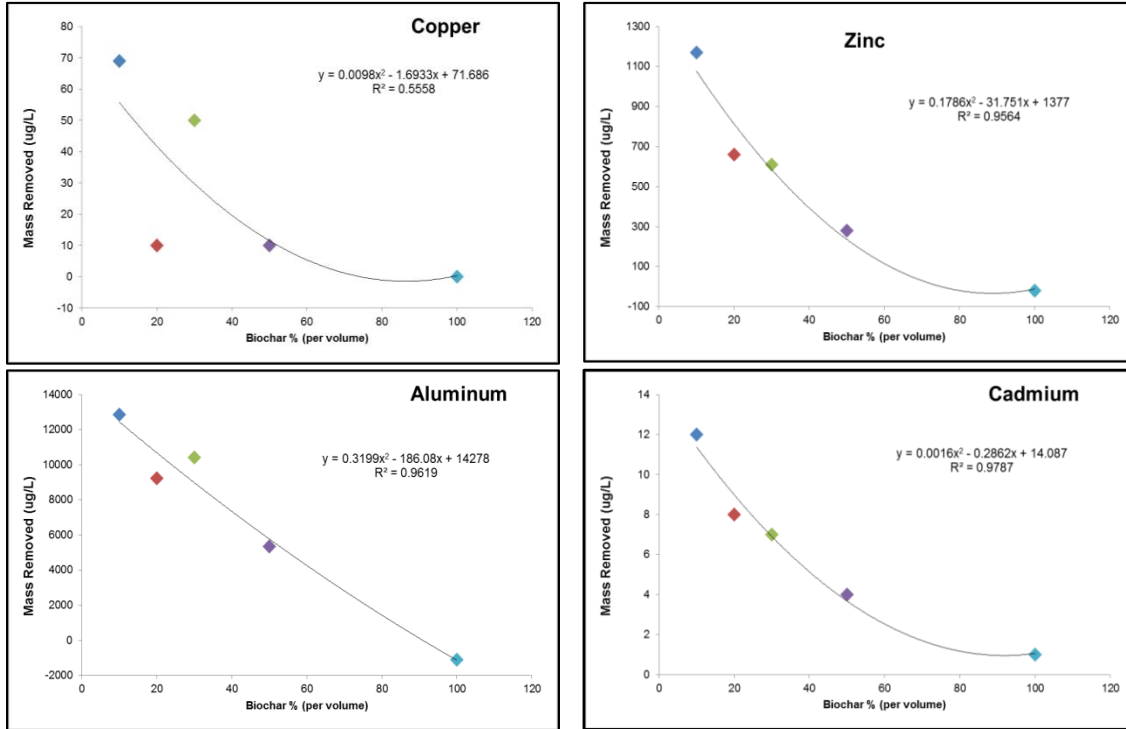 Copper
80
70
60
50
40
30
20
10
0
-10
y = 0.0098x² - 1.6933x + 71.686
R² = 0.5558
Mass Removed (ug/L)
0 20 40 60 80 100 120
Biochar % (per volume)
Zinc
1300
1100
900
700
500
300
100
-100
y = 0.1786x² - 31.751x + 1377
R² = 0.9564
Mass Removed (ug/L)
0 20 40 60 80 100 120
Biochar % (per volume)
Aluminum
14000
12000
10000
8000
6000
4000
2000
0
-2000
y = 0.3199x² - 186.08x + 14278
R² = 0.9619
Mass Removed (ug/L)
0 20 40 60 80 100 120
Biochar % (per volume)
Cadmium
14
12
10
8
6
4
2
0
y = 0.0016x² - 0.2862x + 14.087
R² = 0.9787
Mass Removed (ug/L)
0 20 40 60 80 100 120
Biochar % (per volume)